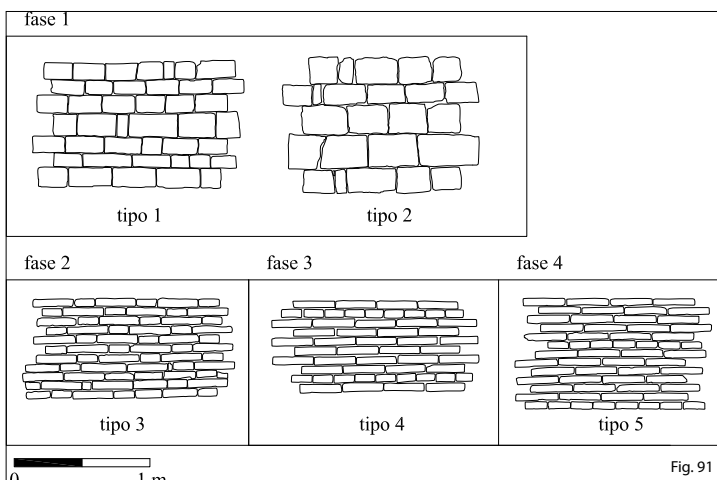 fase 1
tipo 1 tipo 2
fase 2 fase 3 fase 4
tipo 3 tipo 4 tipo 5
0 1 m
Fig. 91